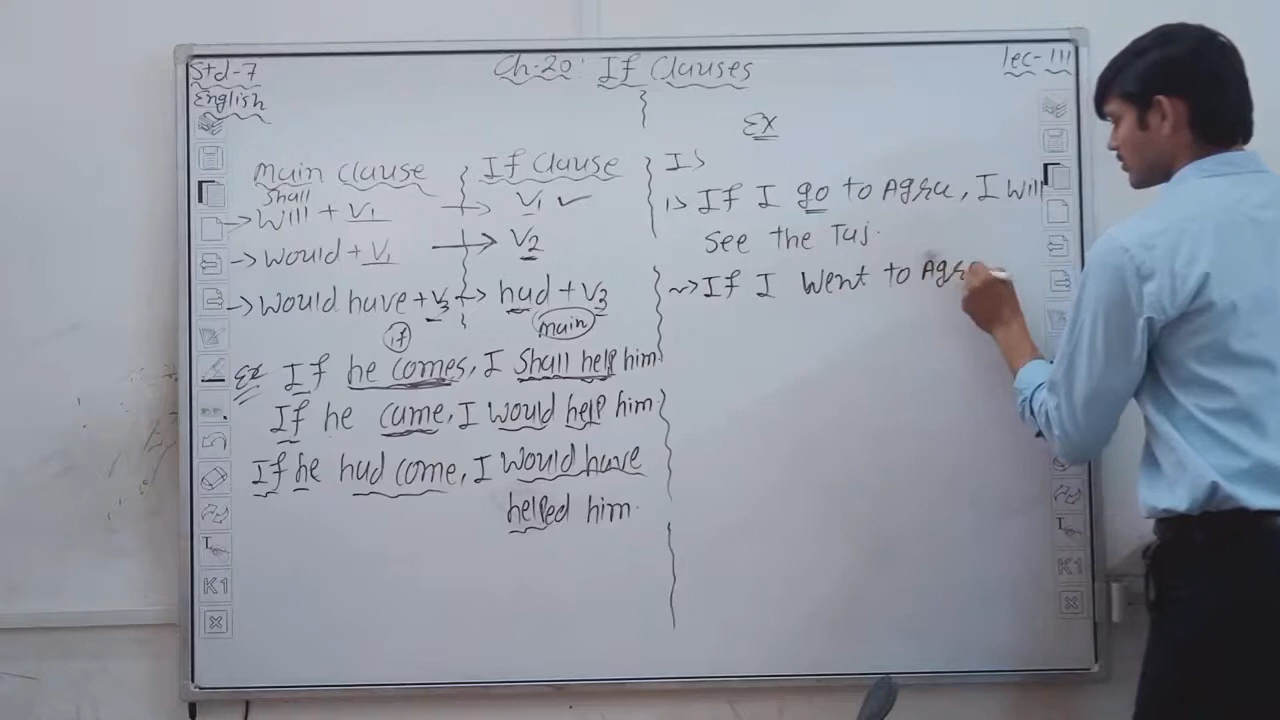 Std-7
English
Ch-20: If Clauses
lec-111
Main Clause If Clause
Shall
→ Will + V1 → V1 ✓
→ Would + V1 → V2
→ Would have + V3 → had + V3
if main
Ex If he comes, I Shall help him
If he came, I would help him
If he had come, I Would have
helped him.
Ex
1>
1> If I go to Agra, I Will
see the Taj.
→ If I Went to Agra
K1
K1